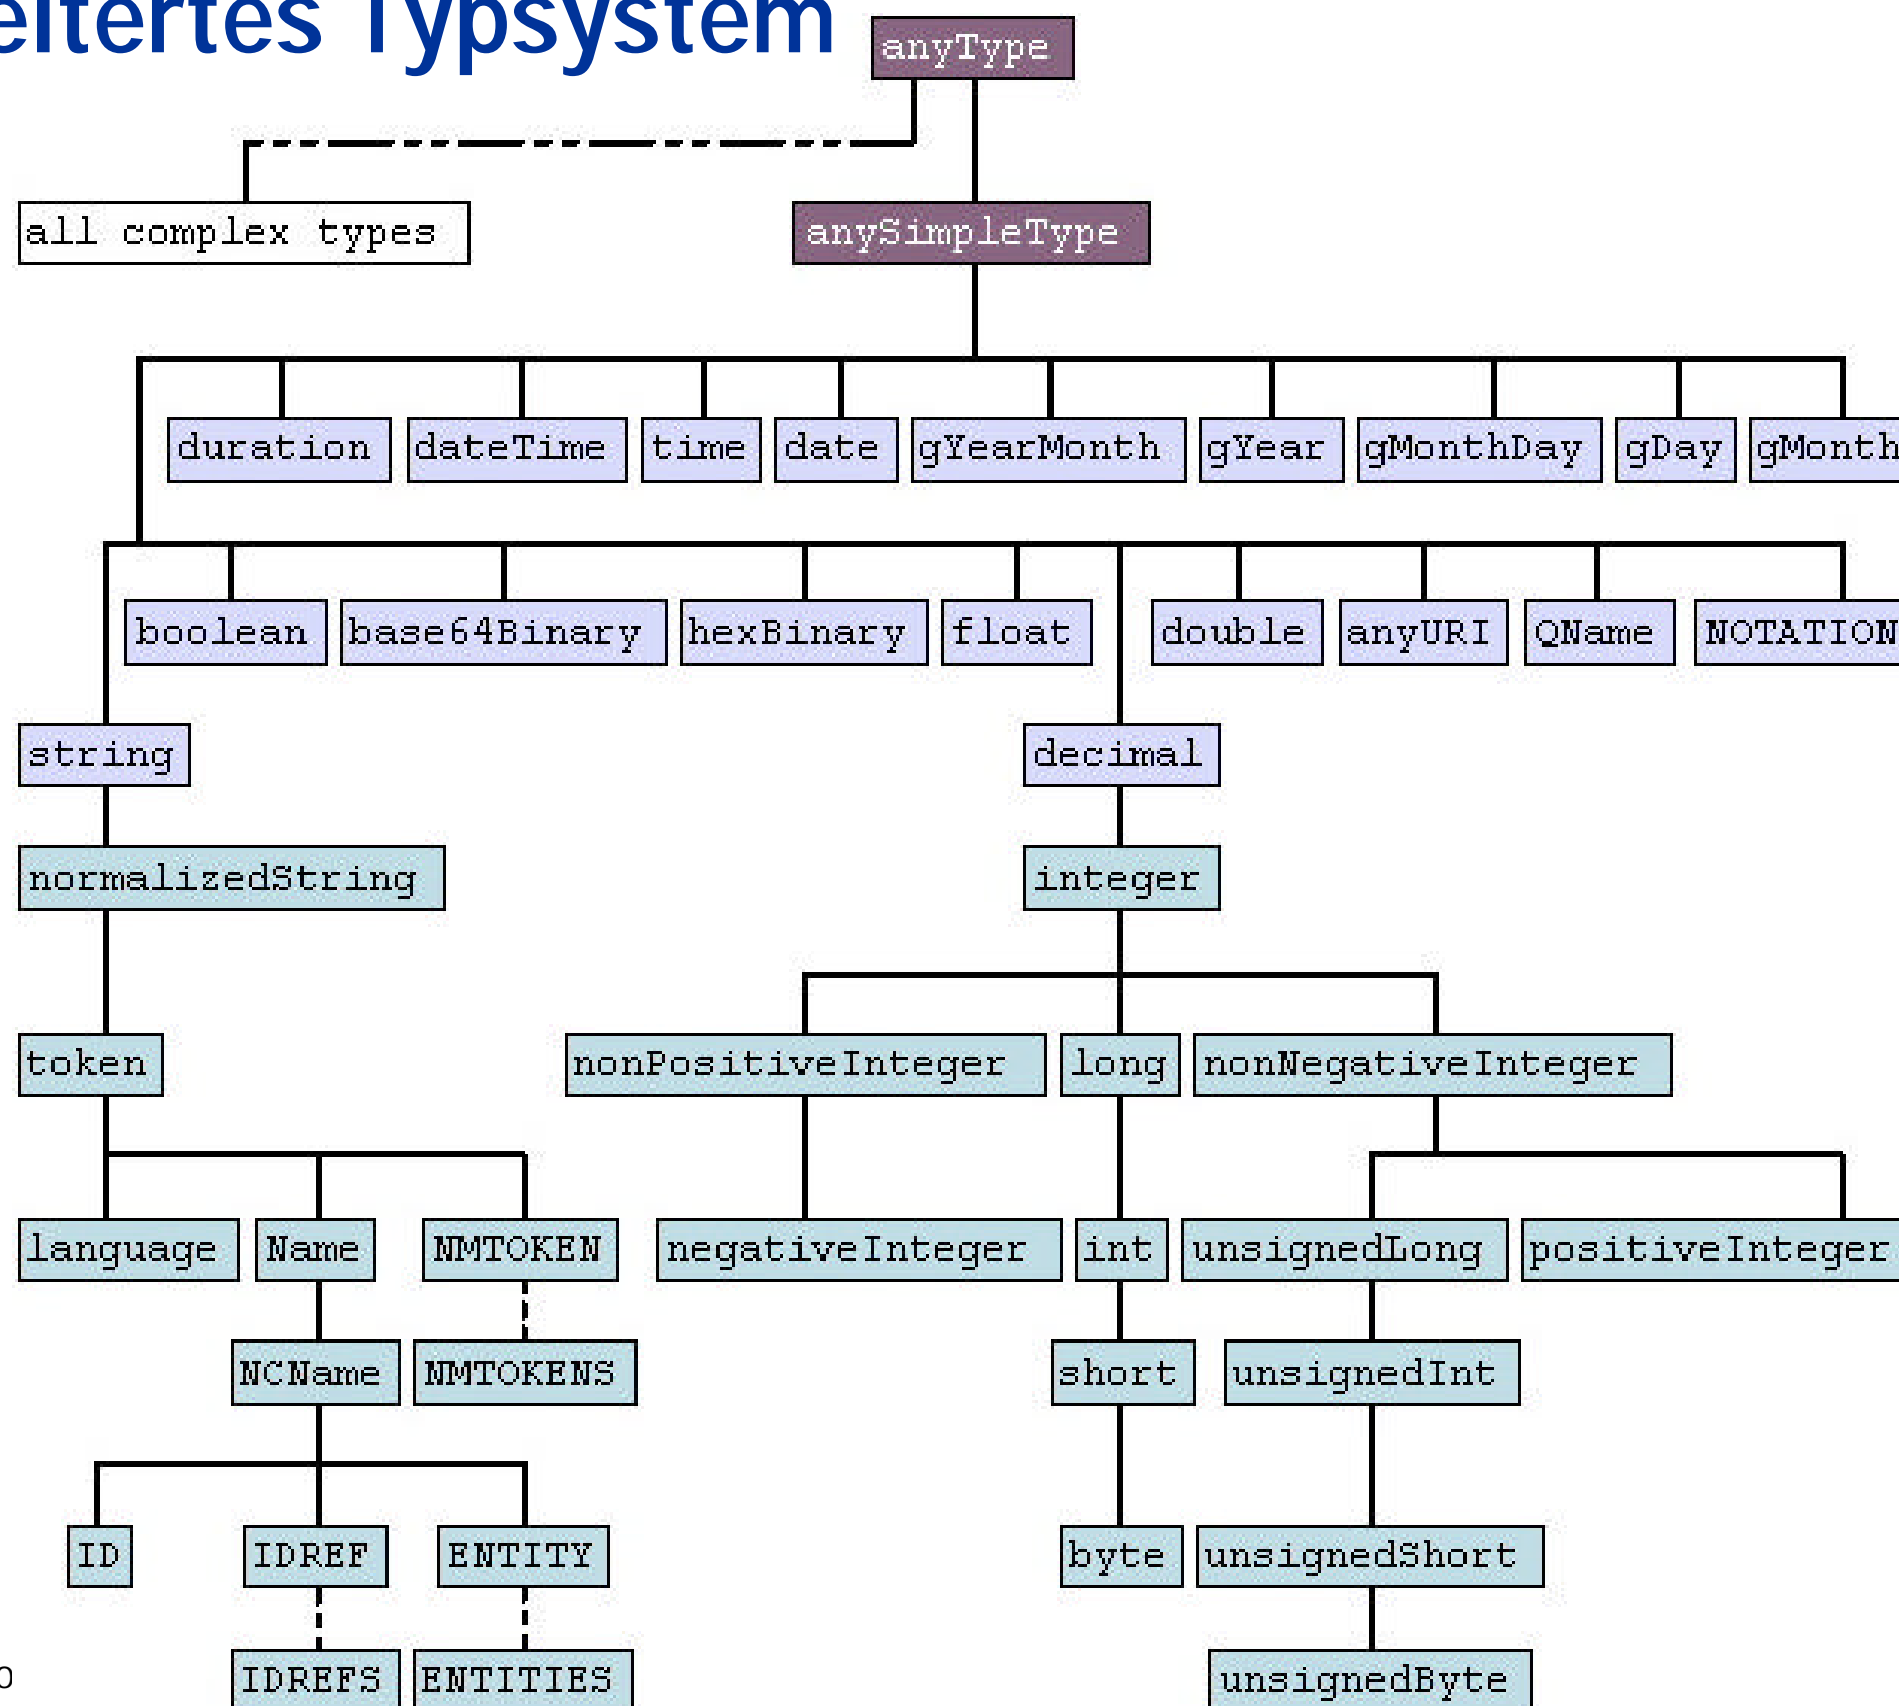 eitertes Typsystem
anyType
all complex types
anySimpleType
duration
dateTime
time
date
gYearMonth
gYear
gMonthDay
gDay
gMonth
boolean
base64Binary
hexBinary
float
double
anyURI
QName
NOTATION
string
decimal
normalizedString
integer
token
nonPositiveInteger
long
nonNegativeInteger
language
Name
NMTOKEN
negativeInteger
int
unsignedLong
positiveInteger
NCName
NMTOKENS
short
unsignedInt
ID
IDREF
ENTITY
byte
unsignedShort
0
IDREFS
ENTITIES
unsignedByte